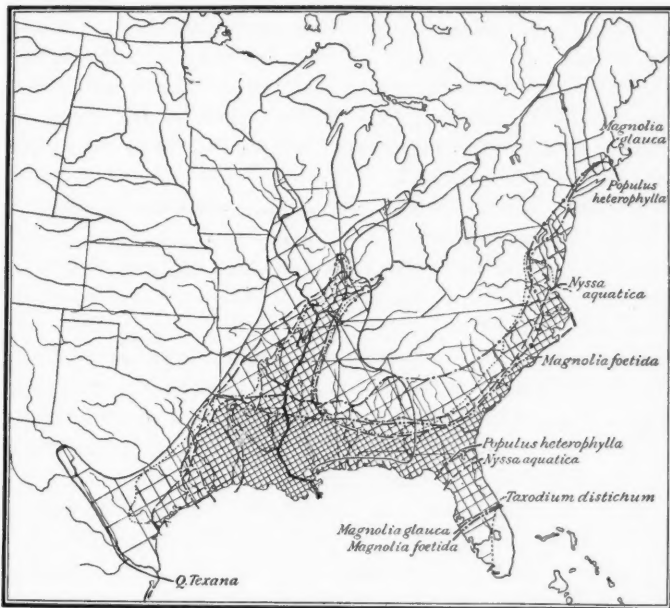 Magnolia
glauca
Populus
heterophylla
Nyssa
aquatica
Magnolia foetida
Populus heterophylla
Nyssa aquatica
Taxodium distichum
Magnolia glauca
Magnolia foetida
Q. Texana